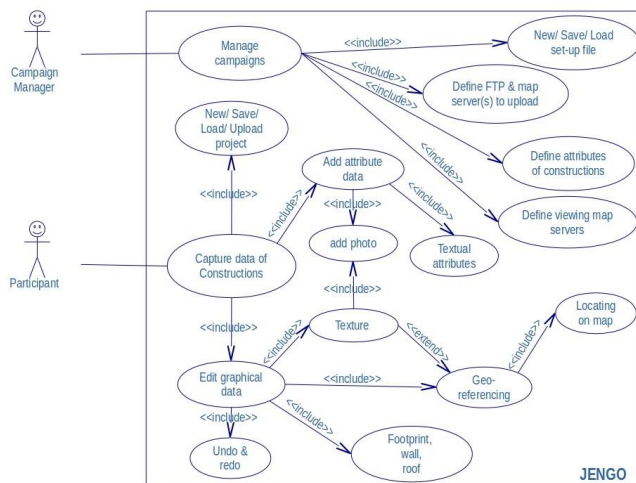 Campaign
Manager
Manage
campaigns
<<include>>
New/ Save/ Load
set-up file
<<include>>
Define FTP & map
server(s) to upload
<<include>>
Define attributes
of constructions
<<include>>
Define viewing map
servers
New/ Save/
Load/ Upload
project
<<include>>
Participant
Capture data of
Constructions
<<include>>
Add attribute
data
<<include>>
add photo
<<include>>
Textual
attributes
<<include>>
Texture
<<include>>
<<include>>
Edit graphical
data
<<include>>
<<extend>>
Geo-
referencing
<<include>>
Locating
on map
<<include>>
Undo &
redo
<<include>>
Footprint,
wall,
roof
JENGO